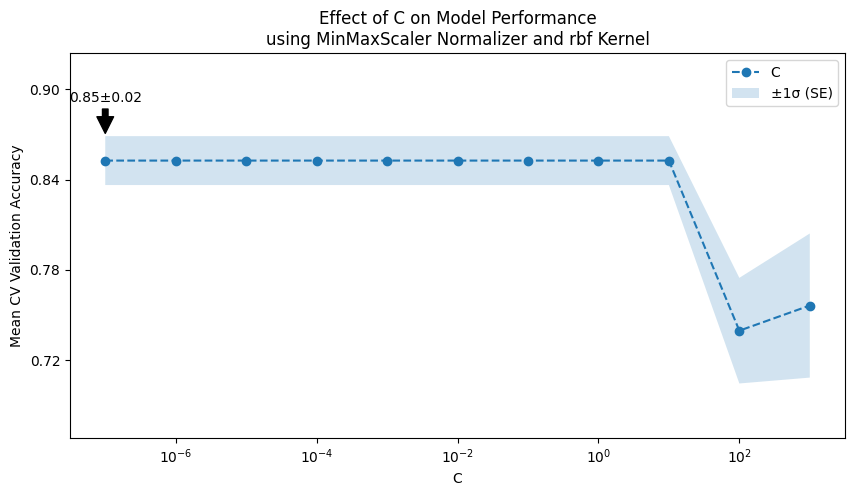 Effect of C on Model Performance
using MinMaxScaler Normalizer and rbf Kernel
C
±1σ (SE)
0.85±0.02
0.90
0.84
0.78
0.72
Mean CV Validation Accuracy
10⁻⁶
10⁻⁴
10⁻²
10⁰
10²
C